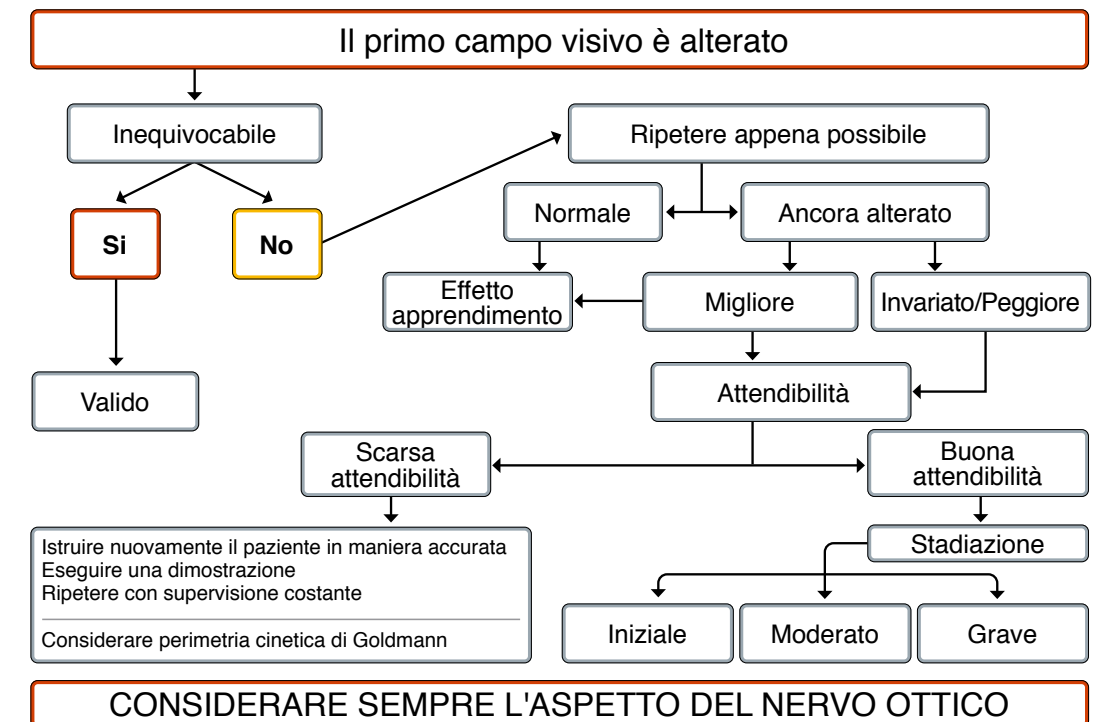 Il primo campo visivo è alterato
Inequivocabile
Ripetere appena possibile
Si
No
Normale
Ancora alterato
Effetto
apprendimento
Migliore
Invariato/Peggiore
Valido
Attendibilità
Scarsa
attendibilità
Buona
attendibilità
Istruire nuovamente il paziente in maniera accurata
Eseguire una dimostrazione
Ripetere con supervisione costante
Considerare perimetria cinetica di Goldmann
Stadiazione
Iniziale
Moderato
Grave
CONSIDERARE SEMPRE L'ASPETTO DEL NERVO OTTICO